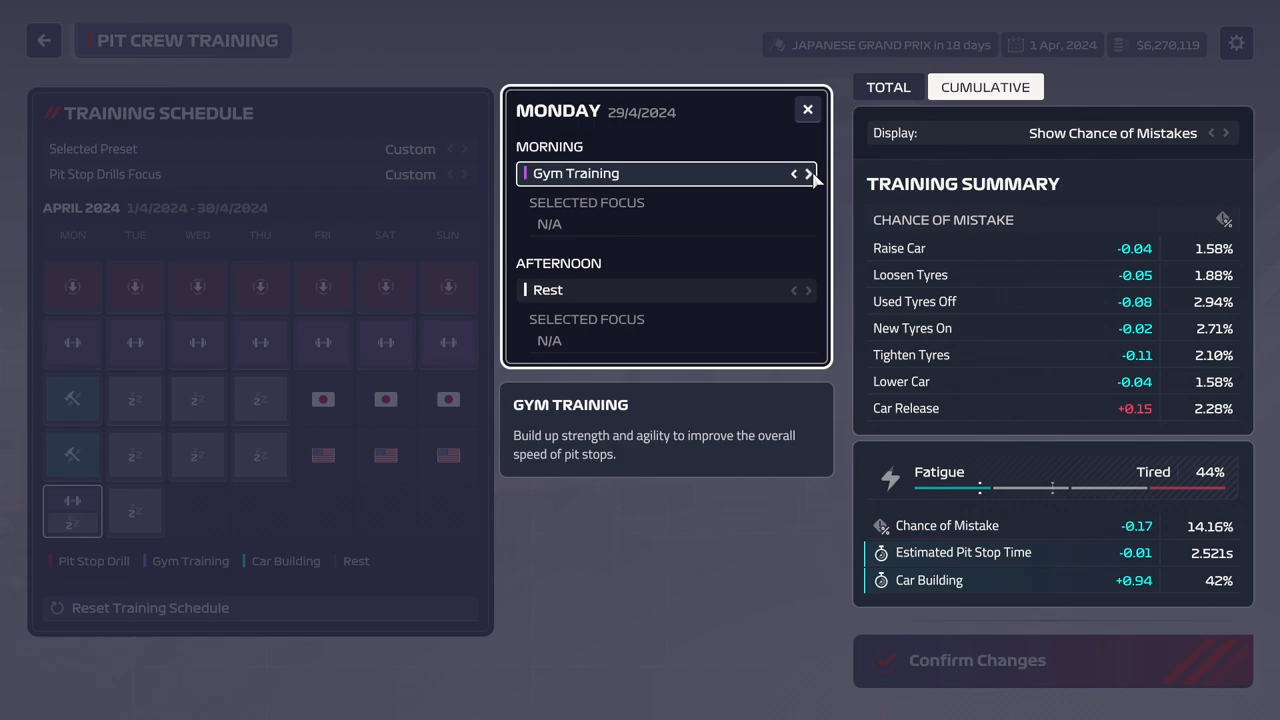 PIT CREW TRAINING
JAPANESE GRAND PRIX in 18 days
1 Apr, 2024
$6,270,119
TRAINING SCHEDULE
Selected Preset Custom
Pit Stop Drills Focus Custom
APRIL 2024 1/4/2024 - 30/4/2024
MON TUE WED THU FRI SAT SUN
zz zz zz
zz zz zz
zz zz
Pit Stop Drill Gym Training Car Building Rest
Reset Training Schedule
MONDAY 29/4/2024
MORNING
Gym Training
SELECTED FOCUS
N/A
AFTERNOON
Rest
SELECTED FOCUS
N/A
GYM TRAINING
Build up strength and agility to improve the overall
speed of pit stops.
TOTAL CUMULATIVE
Display: Show Chance of Mistakes
TRAINING SUMMARY
CHANCE OF MISTAKE
Raise Car -0.04 1.58%
Loosen Tyres -0.05 1.88%
Used Tyres Off -0.08 2.94%
New Tyres On -0.02 2.71%
Tighten Tyres -0.11 2.10%
Lower Car -0.04 1.58%
Car Release +0.15 2.28%
Fatigue Tired 44%
Chance of Mistake -0.17 14.16%
Estimated Pit Stop Time -0.01 2.521s
Car Building +0.94 42%
Confirm Changes